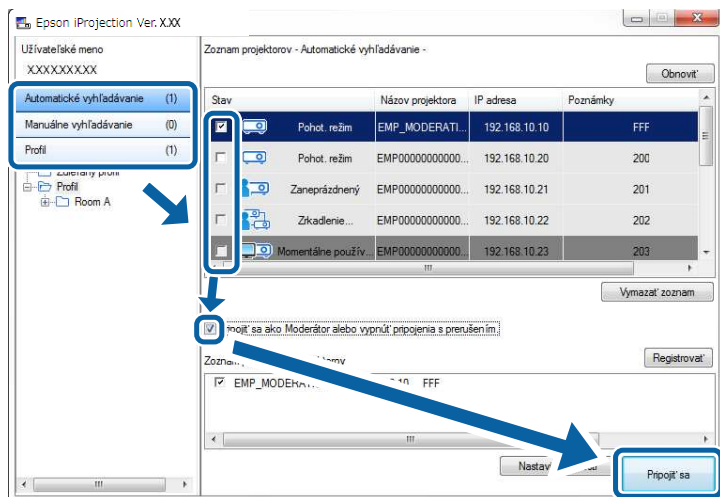 Epson iProjection Ver. X.XX
Užívateľské meno
XXXXXXXXX
Automatické vyhľadávanie (1)
Manuálne vyhľadávanie (0)
Profil (1)
Zdieľaný profil
Profil
Room A
Zoznam projektorov - Automatické vyhľadávanie -
Obnoviť
Stav Názov projektora IP adresa Poznámky
Pohot. režim EMP_MODERATI... 192.168.10.10 FFF
Pohot. režim EMP00000000000... 192.168.10.20 200
Zaneprázdnený EMP00000000000... 192.168.10.21 201
Zrkadlenie... EMP00000000000... 192.168.10.22 202
Momentálne použív... EMP00000000000... 192.168.10.23 203
Vymazať zoznam
sa ako Moderátor alebo vypnúť pripojenia s prerušením.
Registrovať
EMP_MODERA 10 FFF
Pripojiť sa